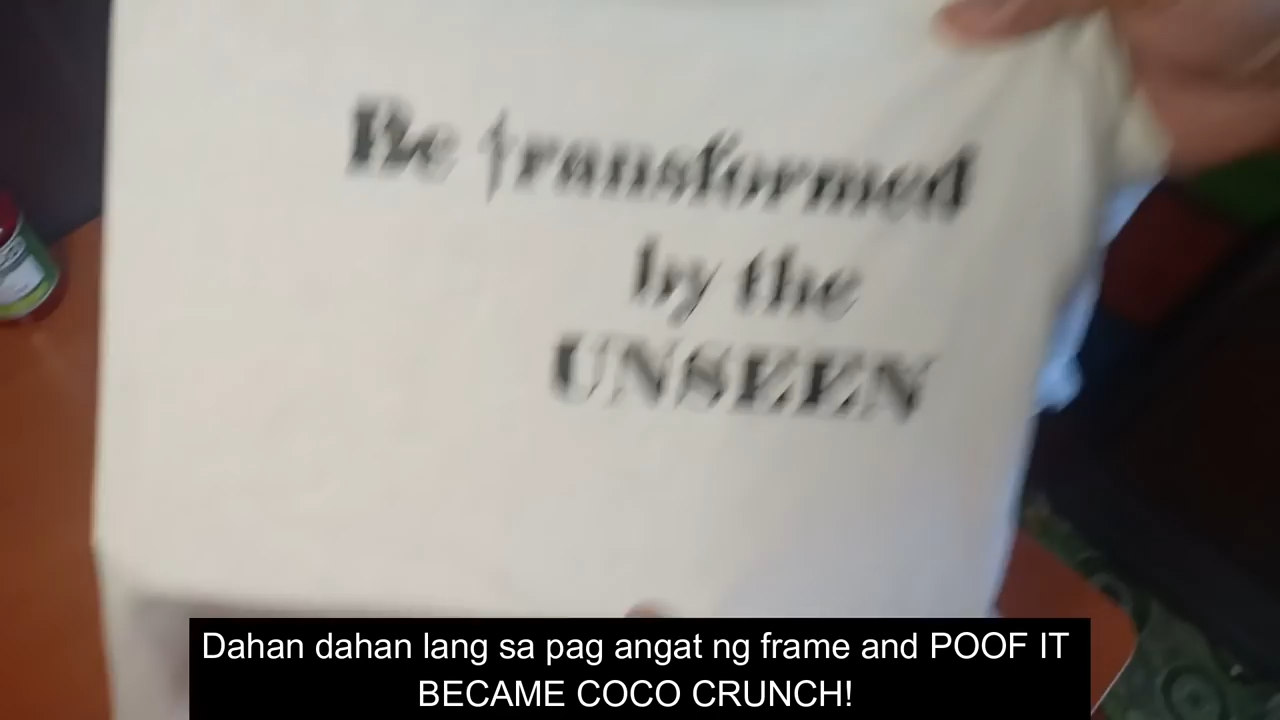 Be transformed
by the
UNSEEN
Dahan dahan lang sa pag angat ng frame and POOF IT
BECAME COCO CRUNCH!